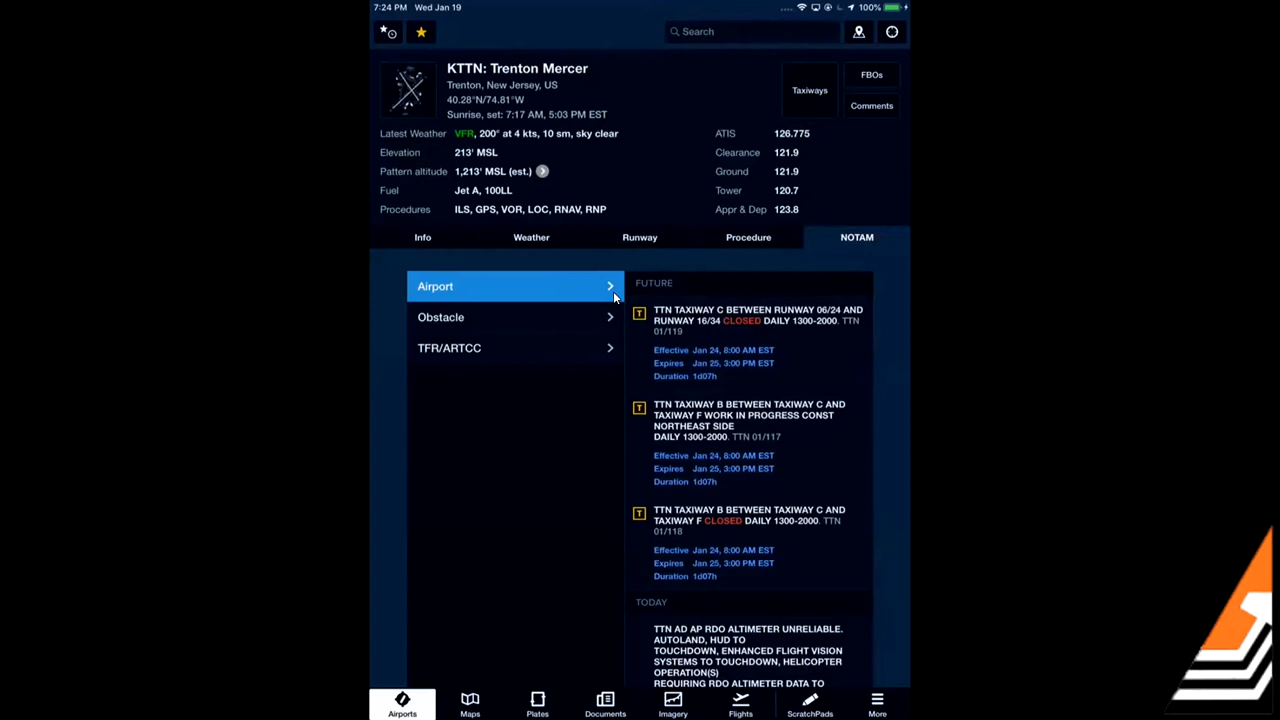 7:24 PM Wed Jan 19
100%
Search
KTTN: Trenton Mercer
Trenton, New Jersey, US
40.28°N/74.81°W
Sunrise, set: 7:17 AM, 5:03 PM EST
Taxiways
FBOs
Comments
Latest Weather VFR, 200° at 4 kts, 10 sm, sky clear
Elevation 213' MSL
Pattern altitude 1,213' MSL (est.)
Fuel Jet A, 100LL
Procedures ILS, GPS, VOR, LOC, RNAV, RNP
ATIS 126.775
Clearance 121.9
Ground 121.9
Tower 120.7
Appr & Dep 123.8
Info Weather Runway Procedure NOTAM
Airport
Obstacle
TFR/ARTCC
FUTURE
T
TTN TAXIWAY C BETWEEN RUNWAY 06/24 AND
RUNWAY 16/34 CLOSED DAILY 1300-2000. TTN
01/119
Effective Jan 24, 8:00 AM EST
Expires Jan 25, 3:00 PM EST
Duration 1d07h
T
TTN TAXIWAY B BETWEEN TAXIWAY C AND
TAXIWAY F WORK IN PROGRESS CONST
NORTHEAST SIDE
DAILY 1300-2000. TTN 01/117
Effective Jan 24, 8:00 AM EST
Expires Jan 25, 3:00 PM EST
Duration 1d07h
T
TTN TAXIWAY B BETWEEN TAXIWAY C AND
TAXIWAY F CLOSED DAILY 1300-2000. TTN
01/118
Effective Jan 24, 8:00 AM EST
Expires Jan 25, 3:00 PM EST
Duration 1d07h
TODAY
TTN AD AP RDO ALTIMETER UNRELIABLE.
AUTOLAND, HUD TO
TOUCHDOWN, ENHANCED FLIGHT VISION
SYSTEMS TO TOUCHDOWN, HELICOPTER
OPERATION(S)
REQUIRING RDO ALTIMETER DATA TO
Airports Maps Plates Documents Imagery Flights ScratchPads More